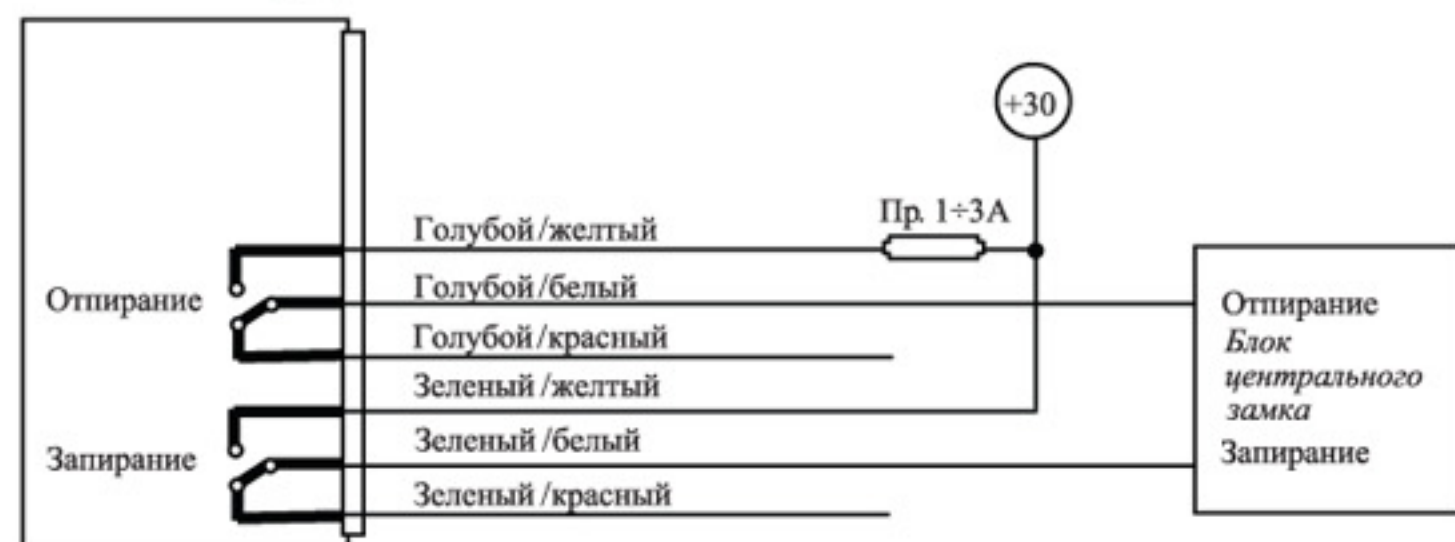 +30
Пр. 1÷3А
Голубой/желтый
Отпирание
Голубой/белый
Голубой/красный
Зеленый/желтый
Запирание
Зеленый/белый
Зеленый/красный
Отпирание
Блок
центрального
замка
Запирание